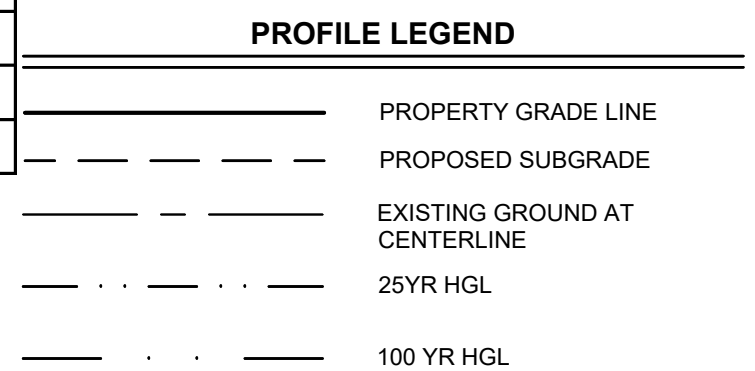 PROFILE LEGEND
PROPERTY GRADE LINE
PROPOSED SUBGRADE
EXISTING GROUND AT
CENTERLINE
25YR HGL
100 YR HGL